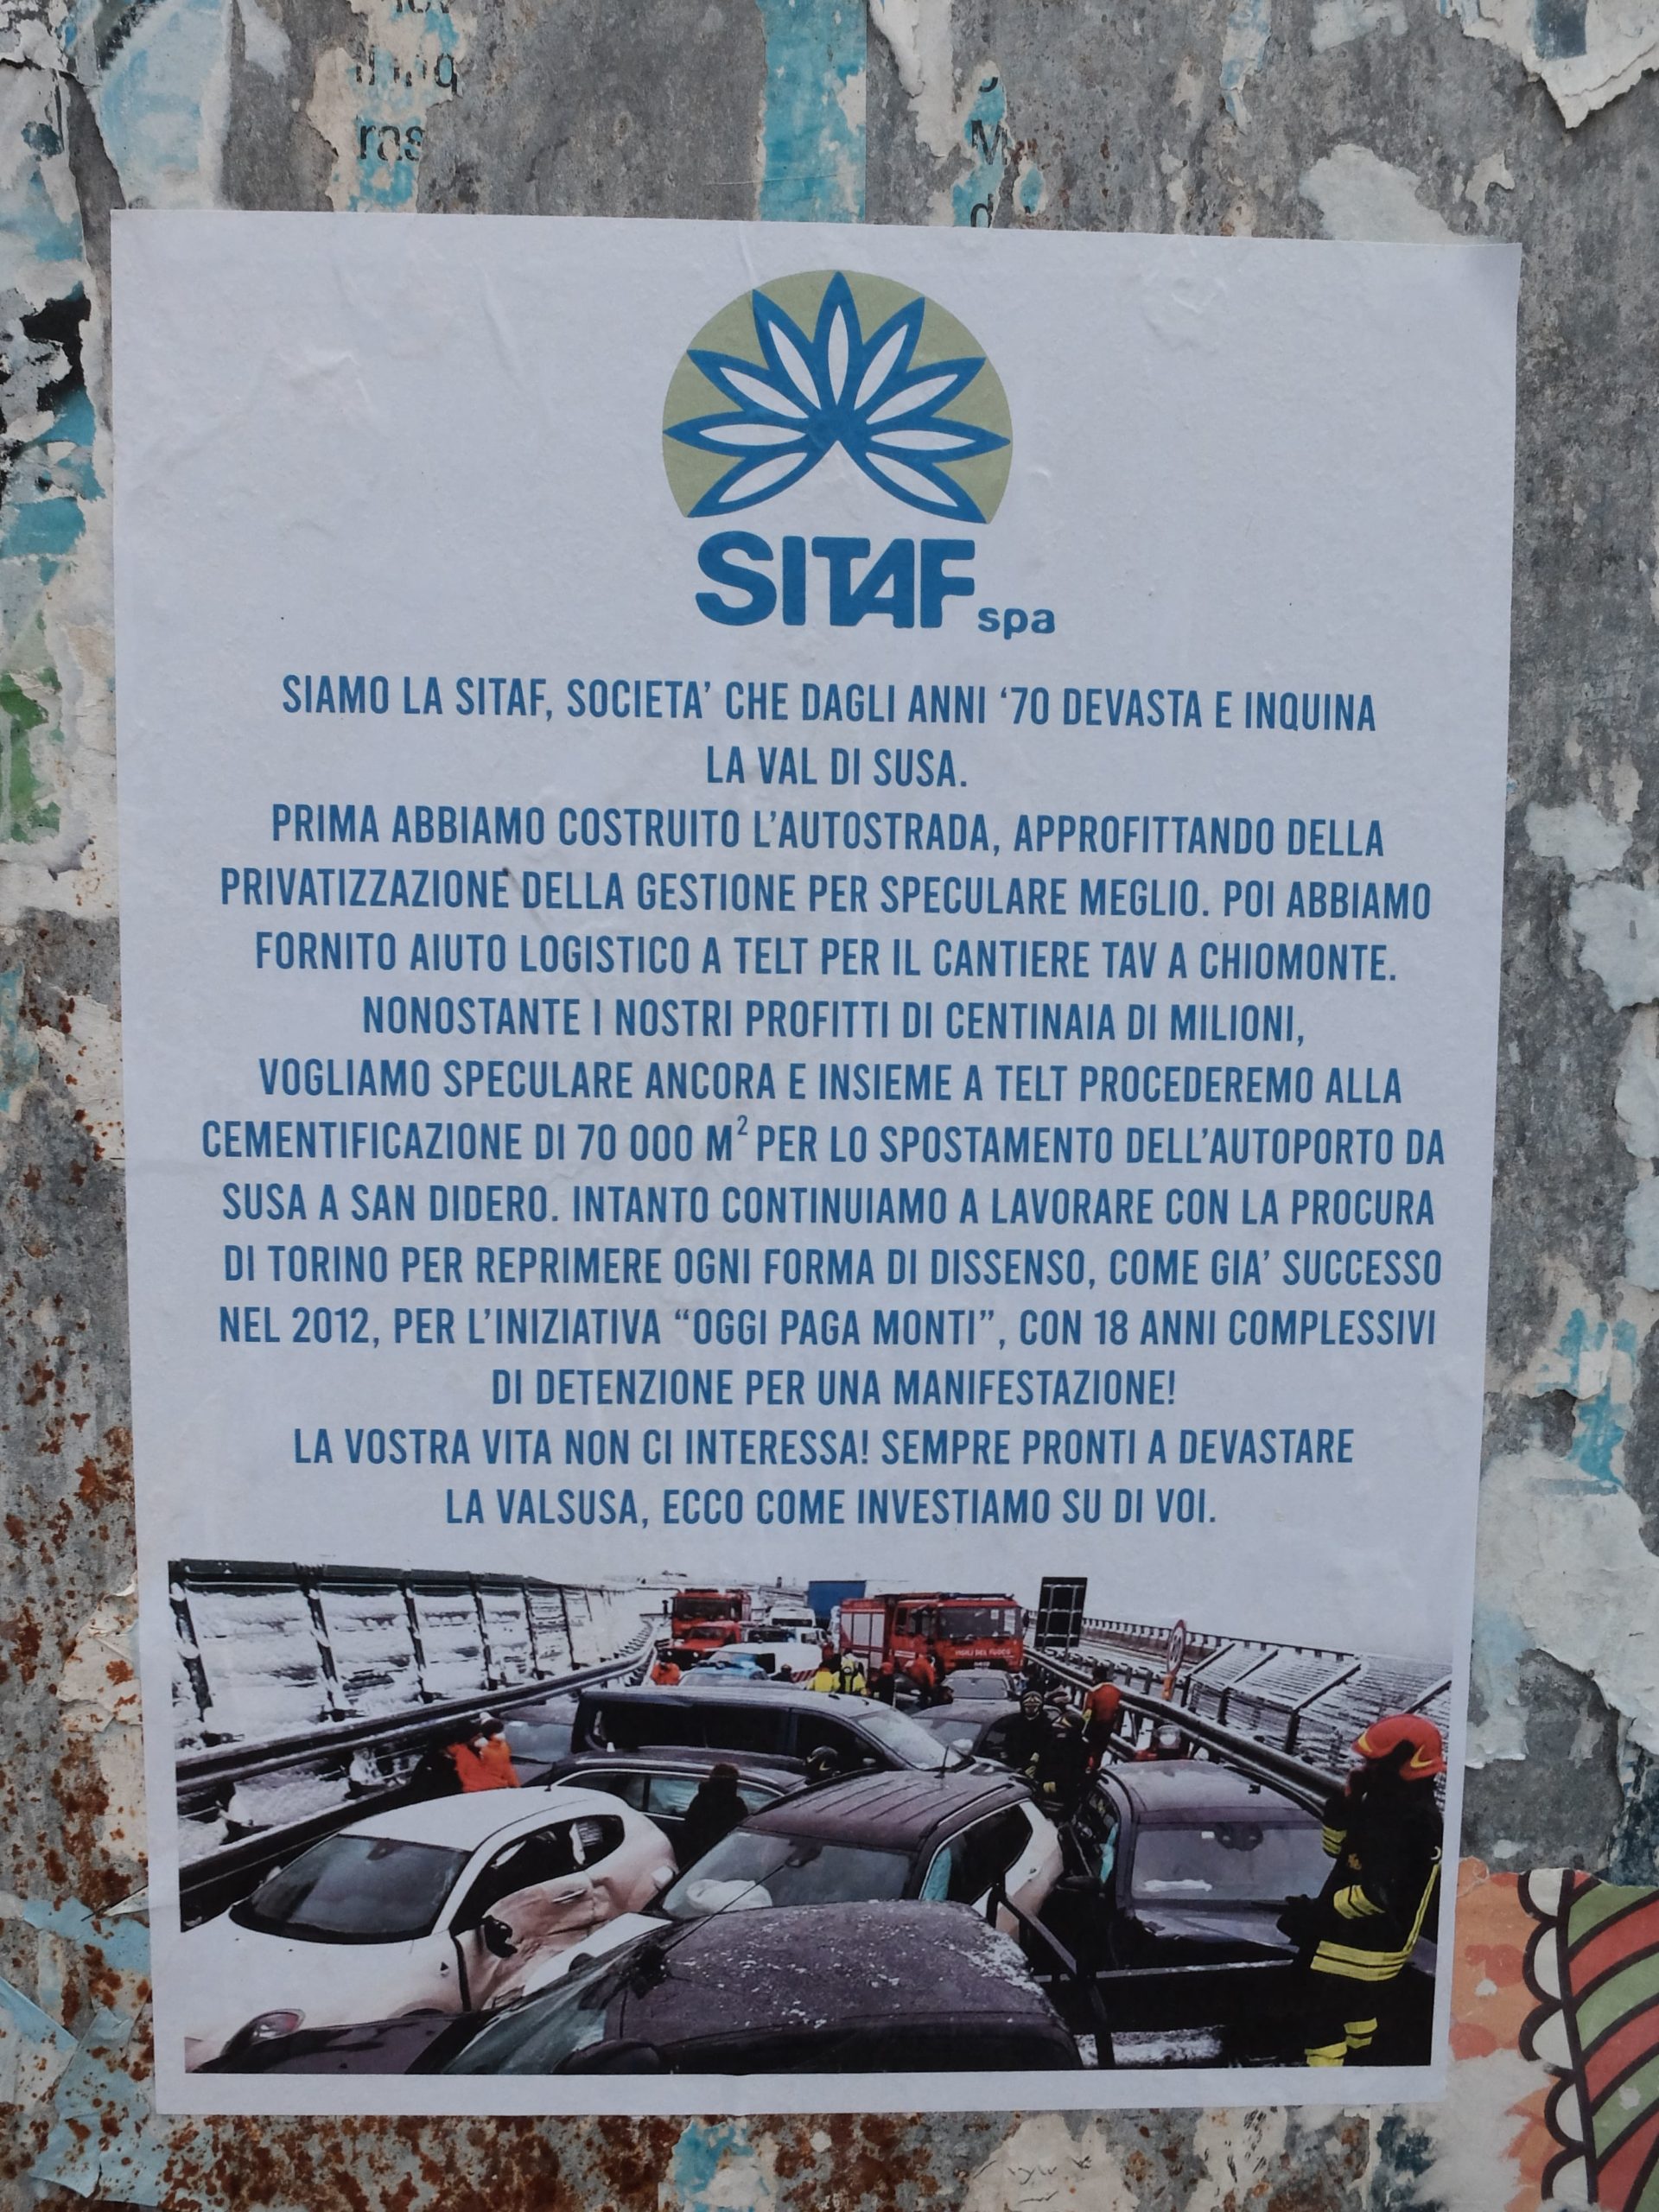 ras
SITAF spa
SIAMO LA SITAF, SOCIETA’ CHE DAGLI ANNI ‘70 DEVASTA E INQUINA
LA VAL DI SUSA.
PRIMA ABBIAMO COSTRUITO L’AUTOSTRADA, APPROFITTANDO DELLA
PRIVATIZZAZIONE DELLA GESTIONE PER SPECULARE MEGLIO. POI ABBIAMO
FORNITO AIUTO LOGISTICO A TELT PER IL CANTIERE TAV A CHIOMONTE.
NONOSTANTE I NOSTRI PROFITTI DI CENTINAIA DI MILIONI,
VOGLIAMO SPECULARE ANCORA E INSIEME A TELT PROCEDEREMO ALLA
CEMENTIFICAZIONE DI 70 000 M² PER LO SPOSTAMENTO DELL’AUTOPORTO DA
SUSA A SAN DIDERO. INTANTO CONTINUIAMO A LAVORARE CON LA PROCURA
DI TORINO PER REPRIMERE OGNI FORMA DI DISSENSO, COME GIA’ SUCCESSO
NEL 2012, PER L’INIZIATIVA “OGGI PAGA MONTI”, CON 18 ANNI COMPLESSIVI
DI DETENZIONE PER UNA MANIFESTAZIONE!
LA VOSTRA VITA NON CI INTERESSA! SEMPRE PRONTI A DEVASTARE
LA VALSUSA, ECCO COME INVESTIAMO SU DI VOI.
VIGILI DEL FUOCO